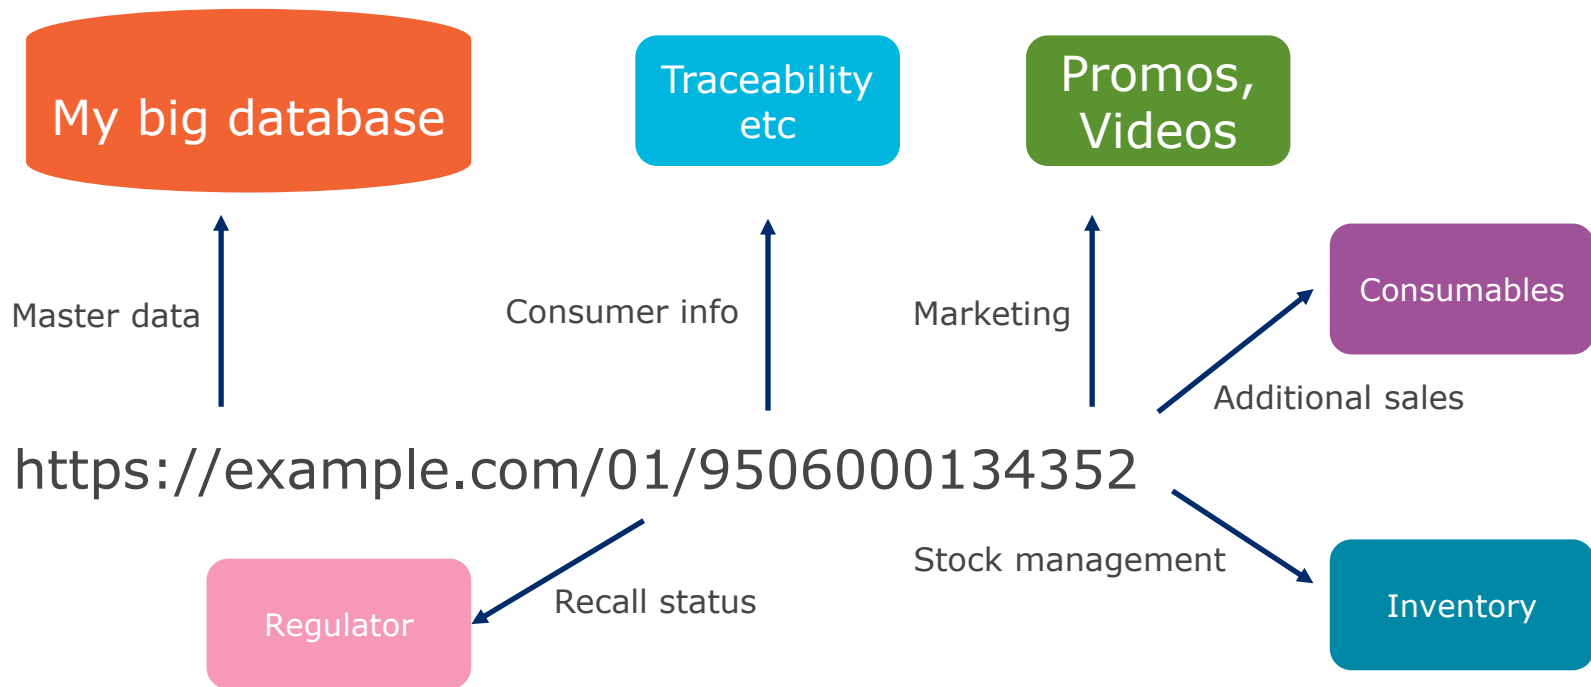 My big database
Traceability
etc
Promos,
Videos
Consumables
Master data
Consumer info
Marketing
Additional sales
https://example.com/01/9506000134352
Stock management
Recall status
Regulator
Inventory